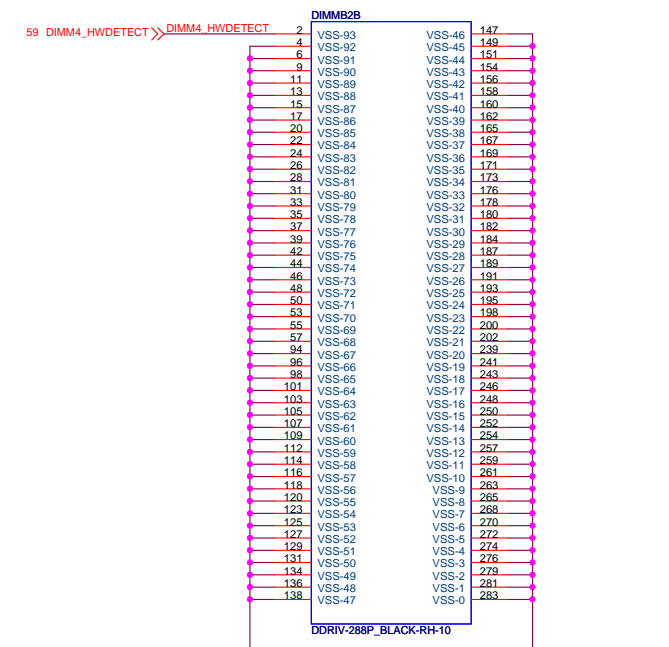 DIMMB2B
59 DIMM4_HWDETECT DIMM4_HWDETECT 2 VSS-93 VSS-46 147
4 VSS-92 VSS-45 149
6 VSS-91 VSS-44 151
9 VSS-90 VSS-43 154
11 VSS-89 VSS-42 156
13 VSS-88 VSS-41 158
15 VSS-87 VSS-40 160
17 VSS-86 VSS-39 162
20 VSS-85 VSS-38 165
22 VSS-84 VSS-37 167
24 VSS-83 VSS-36 169
26 VSS-82 VSS-35 171
28 VSS-81 VSS-34 173
31 VSS-80 VSS-33 176
33 VSS-79 VSS-32 178
35 VSS-78 VSS-31 180
37 VSS-77 VSS-30 182
39 VSS-76 VSS-29 184
42 VSS-75 VSS-28 187
44 VSS-74 VSS-27 189
46 VSS-73 VSS-26 191
48 VSS-72 VSS-25 193
50 VSS-71 VSS-24 195
53 VSS-70 VSS-23 198
55 VSS-69 VSS-22 200
57 VSS-68 VSS-21 202
94 VSS-67 VSS-20 239
96 VSS-66 VSS-19 241
98 VSS-65 VSS-18 243
101 VSS-64 VSS-17 246
103 VSS-63 VSS-16 248
105 VSS-62 VSS-15 250
107 VSS-61 VSS-14 252
109 VSS-60 VSS-13 254
112 VSS-59 VSS-12 257
114 VSS-58 VSS-11 259
116 VSS-57 VSS-10 261
118 VSS-56 VSS-9 263
120 VSS-55 VSS-8 265
123 VSS-54 VSS-7 268
125 VSS-53 VSS-6 270
127 VSS-52 VSS-5 272
129 VSS-51 VSS-4 274
131 VSS-50 VSS-3 276
134 VSS-49 VSS-2 279
136 VSS-48 VSS-1 281
138 VSS-47 VSS-0 283
DDRIV-288P_BLACK-RH-10